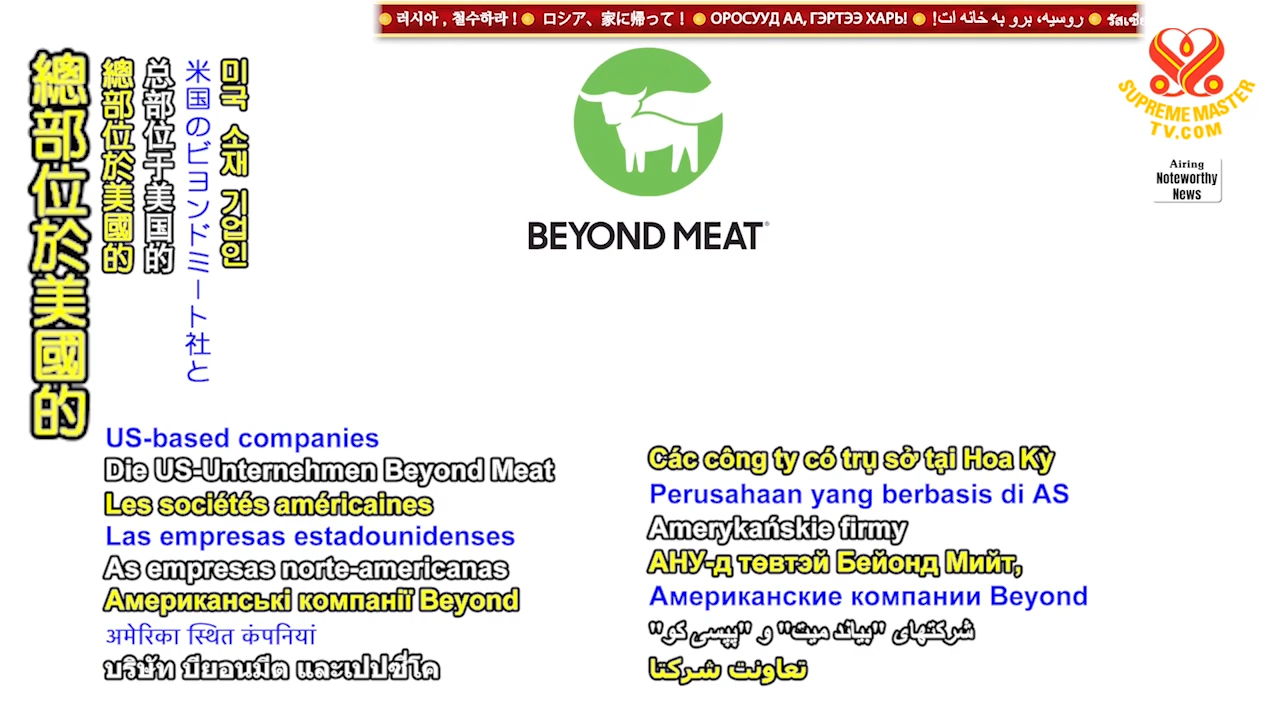 러시아 , 철수하라 ! ロシア、家に帰って！ ОРОСУУД АА, ГЭРТЭЭ ХАРЬ! روسیه، برو به خانه ات!
SUPREME MASTER
TV.COM
Airing
Noteworthy
News
BEYOND MEAT®
總部位於美國的
總部位於美國的
总部位于美国的
米国のビヨンドミート社と
미국 소재 기업인
US-based companies
Die US-Unternehmen Beyond Meat
Les sociétés américaines
Las empresas estadounidenses
As empresas norte-americanas
Американські компанії Beyond
अमेरिका स्थित कंपनियां
บริษัท บียอนมีต และเปปซี่โค
Các công ty có trụ sở tại Hoa Kỳ
Perusahaan yang berbasis di AS
Amerykańskie firmy
АНУ-д төвтэй Бейонд Мийт,
Американские компании Beyond
شرکتهای "بیاند میت" و "پپسی کو"
تعاونت شركتا